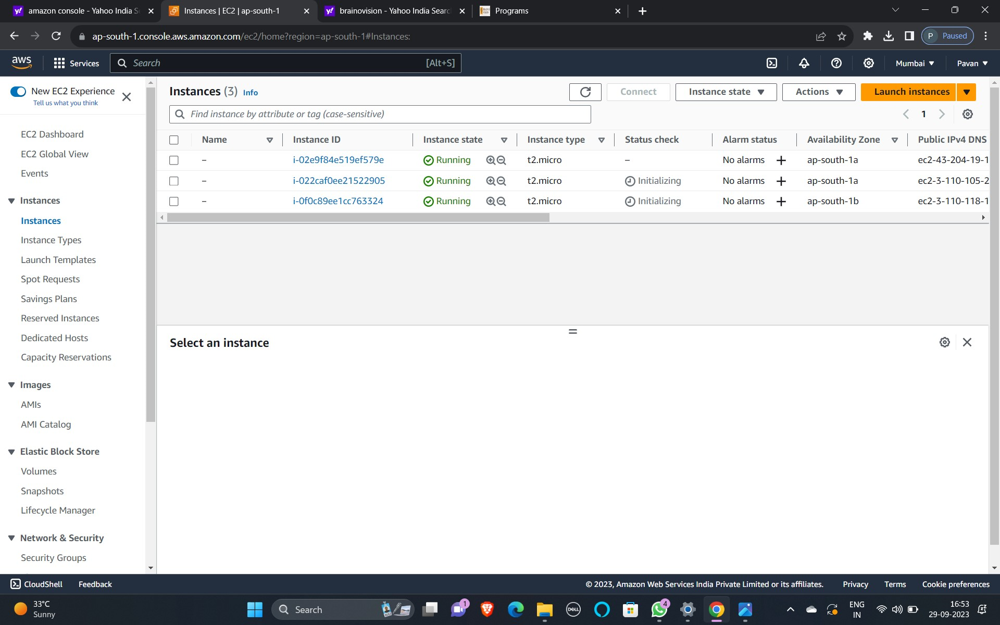 amazon console - Yahoo India S
Instances | EC2 | ap-south-1
brainovision - Yahoo India Searc
Programs
ap-south-1.console.aws.amazon.com/ec2/home?region=ap-south-1#Instances:
P Paused
aws
Services
Search
[Alt+S]
Mumbai
Pavan
New EC2 Experience
Tell us what you think
EC2 Dashboard
EC2 Global View
Events
Instances
Instances
Instance Types
Launch Templates
Spot Requests
Savings Plans
Reserved Instances
Dedicated Hosts
Capacity Reservations
Images
AMIs
AMI Catalog
Elastic Block Store
Volumes
Snapshots
Lifecycle Manager
Network & Security
Security Groups
Instances (3) Info
Connect
Instance state
Actions
Launch instances
Find instance by attribute or tag (case-sensitive)
1
Name Instance ID Instance state Instance type Status check Alarm status Availability Zone Public IPv4 DNS
– i-02e9f84e519ef579e Running t2.micro – No alarms + ap-south-1a ec2-43-204-19-1
– i-022caf0ee21522905 Running t2.micro Initializing No alarms + ap-south-1a ec2-3-110-105-2
– i-0f0c89ee1cc763324 Running t2.micro Initializing No alarms + ap-south-1b ec2-3-110-118-1
Select an instance
CloudShell Feedback © 2023, Amazon Web Services India Private Limited or its affiliates. Privacy Terms Cookie preferences
33°C
Sunny
Search
1
DELL
4
ENG
IN
16:53
29-09-2023